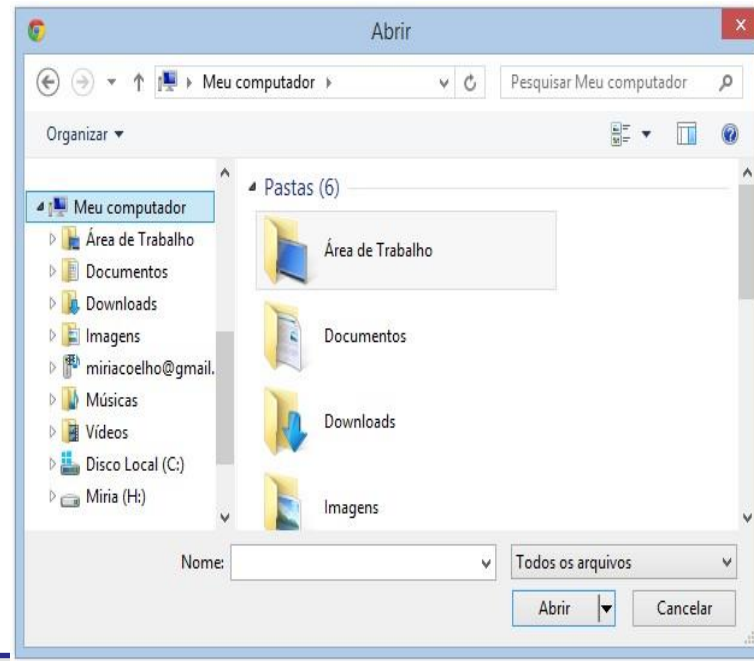 Abrir
x
Meu computador
Pesquisar Meu computador
Organizar
?
Meu computador
Área de Trabalho
Documentos
Downloads
Imagens
miriacoelho@gmail.
Músicas
Vídeos
Disco Local (C:)
Miria (H:)
Pastas (6)
Área de Trabalho
Documentos
Downloads
Imagens
Nome:
Todos os arquivos
Abrir
Cancelar